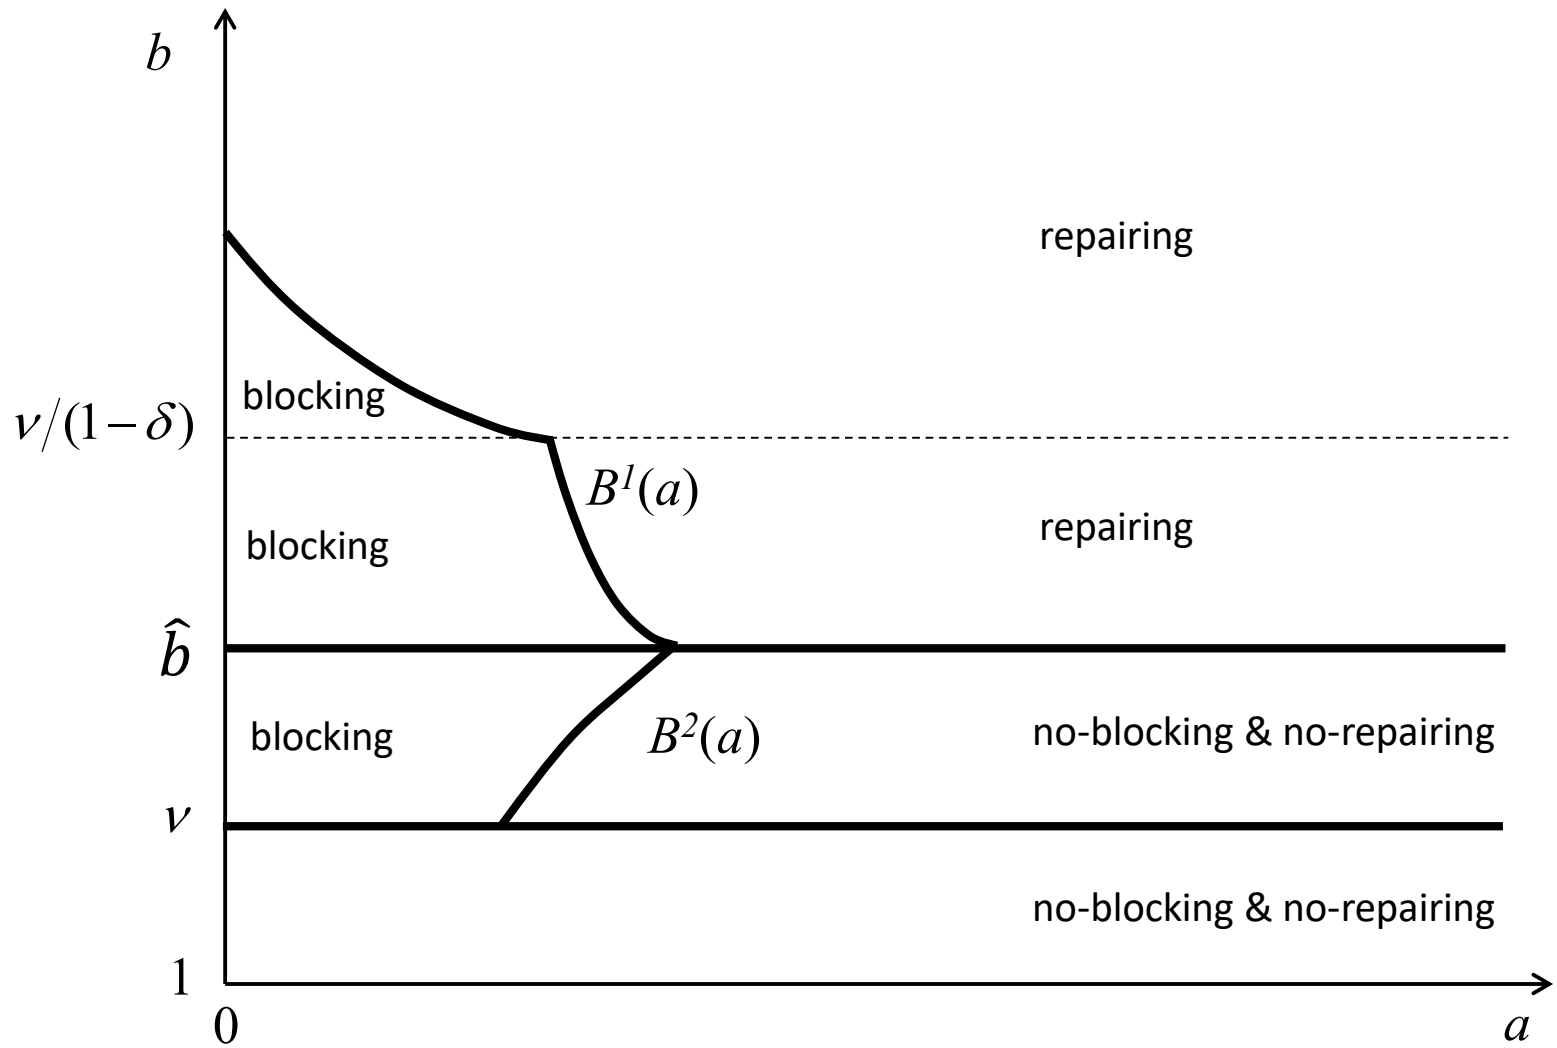 b
repairing
blocking
ν/(1−δ)
B¹(a)
repairing
blocking
b̂
blocking
B²(a)
no-blocking & no-repairing
ν
no-blocking & no-repairing
1
0
a